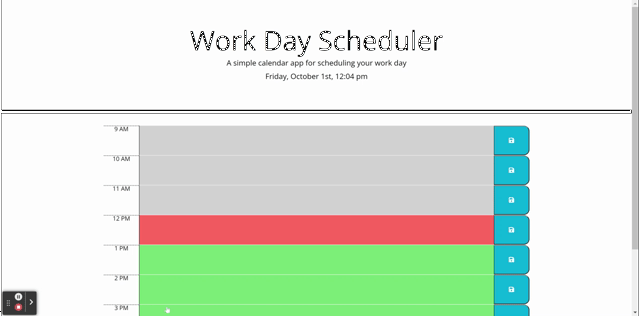 Work Day Scheduler
A simple calendar app for scheduling your work day
Friday, October 1st, 12:04 pm
9 AM
10 AM
11 AM
12 PM
1 PM
2 PM
3 PM